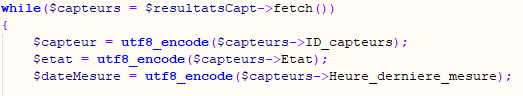 while($capteurs = $resultatsCapt->fetch())
{
$capteur = utf8_encode($capteurs->ID_capteurs);
$etat = utf8_encode($capteurs->Etat);
$dateMesure = utf8_encode($capteurs->Heure_derniere_mesure);